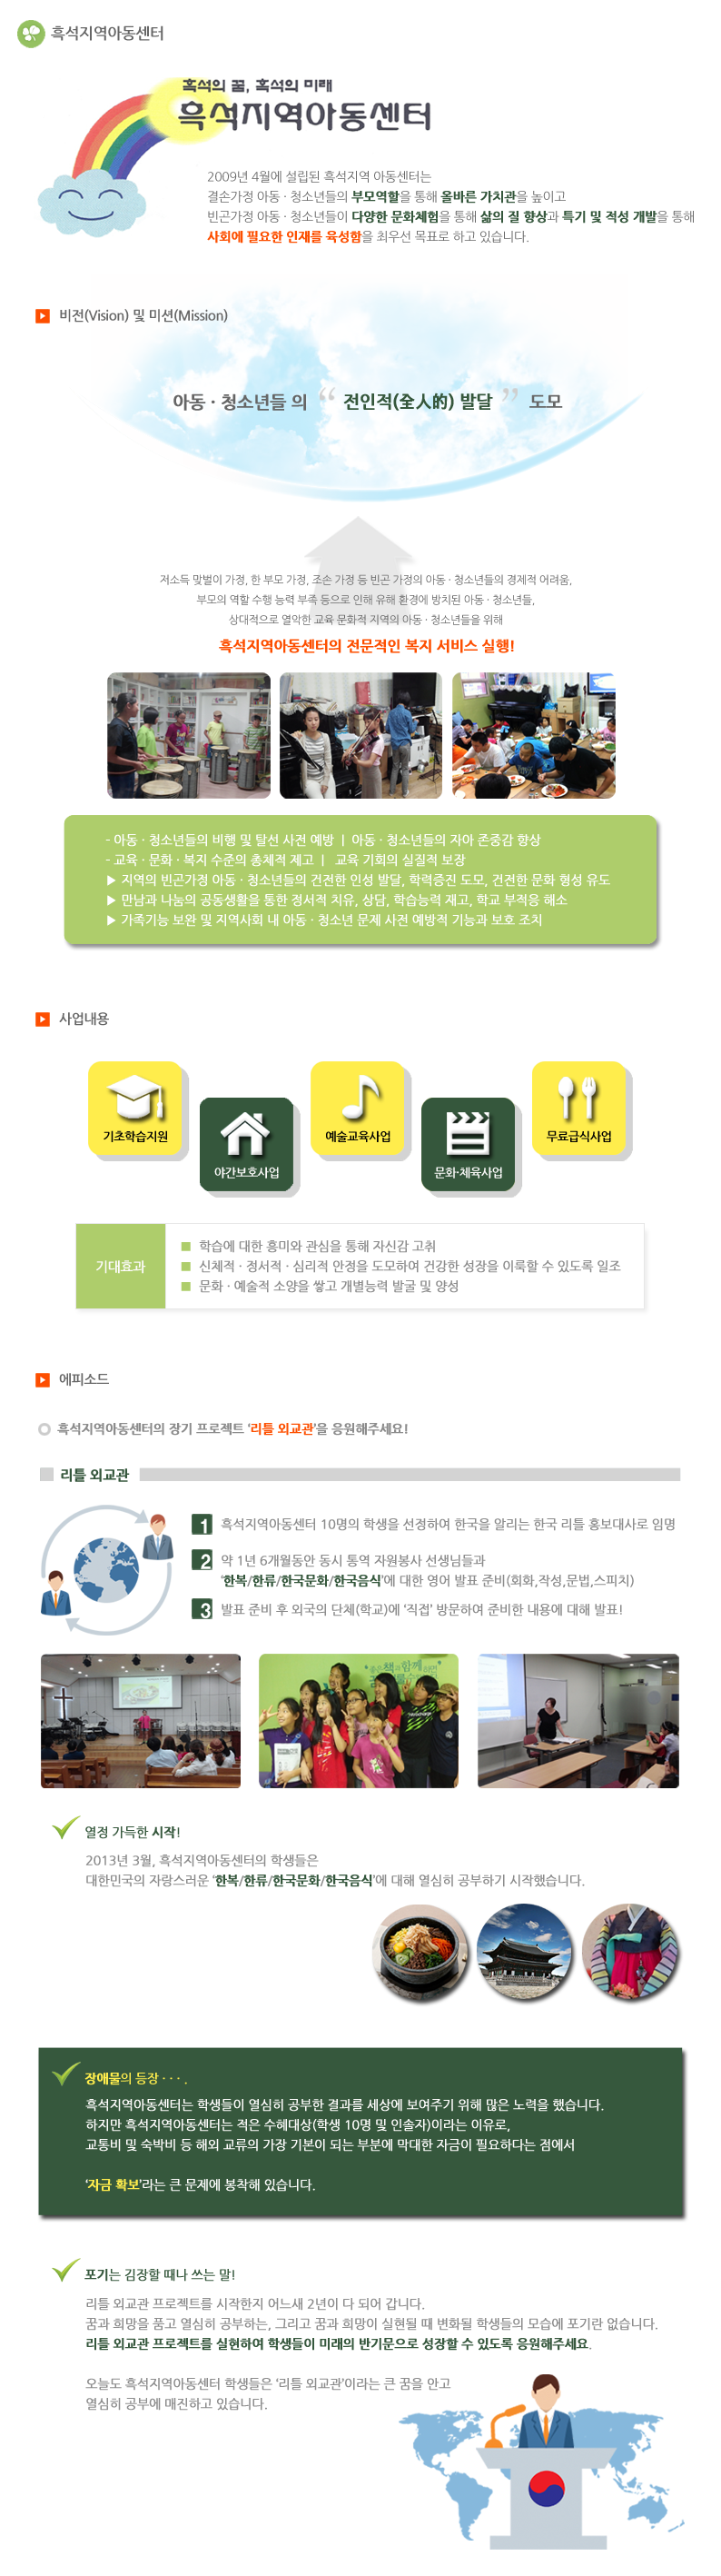 흑석지역아동센터
흑석의 꿈, 흑석의 미래
흑석지역아동센터
2009년 4월에 설립된 흑석지역 아동센터는
결손가정 아동 · 청소년들의 부모역할을 통해 올바른 가치관을 높이고
빈곤가정 아동 · 청소년들이 다양한 문화체험을 통해 삶의 질 향상과 특기 및 적성 개발을 통해
사회에 필요한 인재를 육성함을 최우선 목표로 하고 있습니다.
비전(Vision) 및 미션(Mission)
아동 · 청소년들 의 “ 전인적(全人的) 발달 ” 도모
저소득 맞벌이 가정, 한 부모 가정, 조손 가정 등 빈곤 가정의 아동 · 청소년들의 경제적 어려움,
부모의 역할 수행 능력 부족 등으로 인해 유해 환경에 방치된 아동 · 청소년들,
상대적으로 열악한 교육 문화적 지역의 아동 · 청소년들을 위해
흑석지역아동센터의 전문적인 복지 서비스 실행!
- 아동 · 청소년들의 비행 및 탈선 사전 예방 ㅣ 아동 · 청소년들의 자아 존중감 향상
- 교육 · 문화 · 복지 수준의 총체적 제고 ㅣ 교육 기회의 실질적 보장
▶ 지역의 빈곤가정 아동 · 청소년들의 건전한 인성 발달, 학력증진 도모, 건전한 문화 형성 유도
▶ 만남과 나눔의 공동생활을 통한 정서적 치유, 상담, 학습능력 재고, 학교 부적응 해소
▶ 가족기능 보완 및 지역사회 내 아동 · 청소년 문제 사전 예방적 기능과 보호 조치
사업내용
기초학습지원
야간보호사업
예술교육사업
문화·체육사업
무료급식사업
기대효과
■ 학습에 대한 흥미와 관심을 통해 자신감 고취
■ 신체적 · 정서적 · 심리적 안정을 도모하여 건강한 성장을 이룩할 수 있도록 일조
■ 문화 · 예술적 소양을 쌓고 개별능력 발굴 및 양성
에피소드
흑석지역아동센터의 장기 프로젝트 ‘리틀 외교관’을 응원해주세요!
리틀 외교관
1 흑석지역아동센터 10명의 학생을 선정하여 한국을 알리는 한국 리틀 홍보대사로 임명
2 약 1년 6개월동안 동시 통역 자원봉사 선생님들과
‘한복/한류/한국문화/한국음식’에 대한 영어 발표 준비(회화,작성,문법,스피치)
3 발표 준비 후 외국의 단체(학교)에 ‘직접’ 방문하여 준비한 내용에 대해 발표!
열정 가득한 시작!
2013년 3월, 흑석지역아동센터의 학생들은
대한민국의 자랑스러운 ‘한복/한류/한국문화/한국음식’에 대해 열심히 공부하기 시작했습니다.
장애물의 등장 · · · .
흑석지역아동센터는 학생들이 열심히 공부한 결과를 세상에 보여주기 위해 많은 노력을 했습니다.
하지만 흑석지역아동센터는 적은 수혜대상(학생 10명 및 인솔자)이라는 이유로,
교통비 및 숙박비 등 해외 교류의 가장 기본이 되는 부분에 막대한 자금이 필요하다는 점에서
‘자금 확보’라는 큰 문제에 봉착해 있습니다.
포기는 김장할 때나 쓰는 말!
리틀 외교관 프로젝트를 시작한지 어느새 2년이 다 되어 갑니다.
꿈과 희망을 품고 열심히 공부하는, 그리고 꿈과 희망이 실현될 때 변화될 학생들의 모습에 포기란 없습니다.
리틀 외교관 프로젝트를 실현하여 학생들이 미래의 반기문으로 성장할 수 있도록 응원해주세요.
오늘도 흑석지역아동센터 학생들은 ‘리틀 외교관’이라는 큰 꿈을 안고
열심히 공부에 매진하고 있습니다.